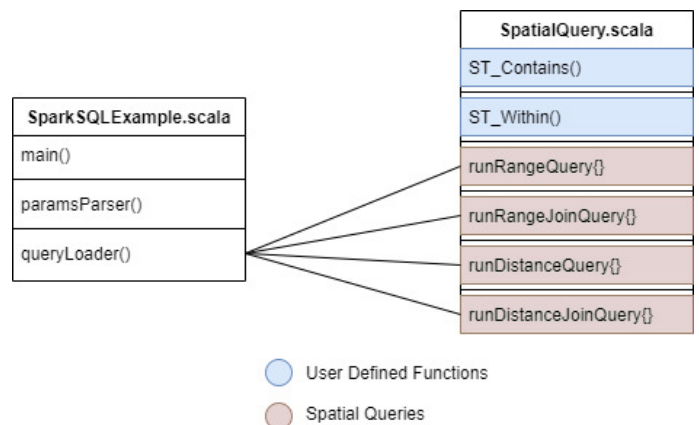 SparkSQLExample.scala
main()
paramsParser()
queryLoader()
SpatialQuery.scala
ST_Contains()
ST_Within()
runRangeQuery{}
runRangeJoinQuery{}
runDistanceQuery{}
runDistanceJoinQuery{}
User Defined Functions
Spatial Queries